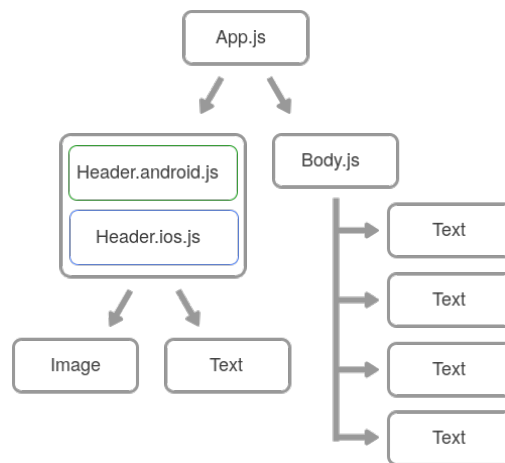 App.js
Header.android.js
Header.ios.js
Body.js
Image
Text
Text
Text
Text
Text